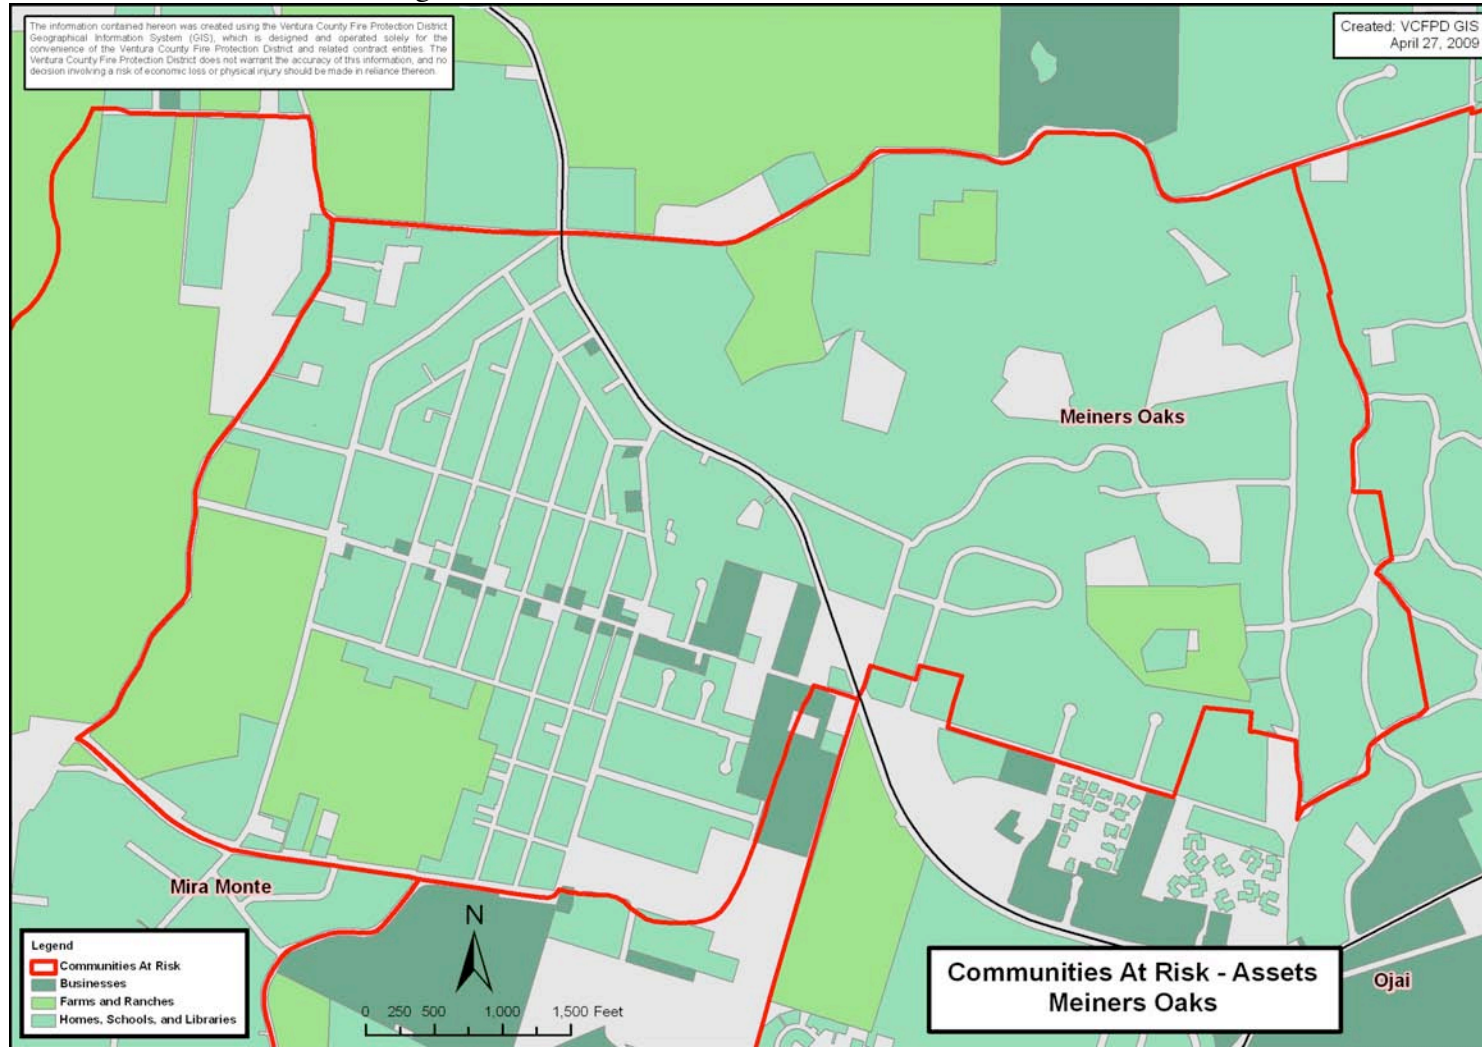 The information contained hereon was created using the Ventura County Fire Protection District
Geographical Information System (GIS), which is designed and operated solely for the
convenience of the Ventura County Fire Protection District and related contract entities. The
Ventura County Fire Protection District does not warrant the accuracy of this information, and no
decision involving a risk of economic loss or physical injury should be made in reliance thereon.
Created: VCFPD GIS
April 27, 2009
Meiners Oaks
Mira Monte
Ojai
N
0 250 500 1,000 1,500 Feet
Legend
Communities At Risk
Businesses
Farms and Ranches
Homes, Schools, and Libraries
Communities At Risk - Assets
Meiners Oaks